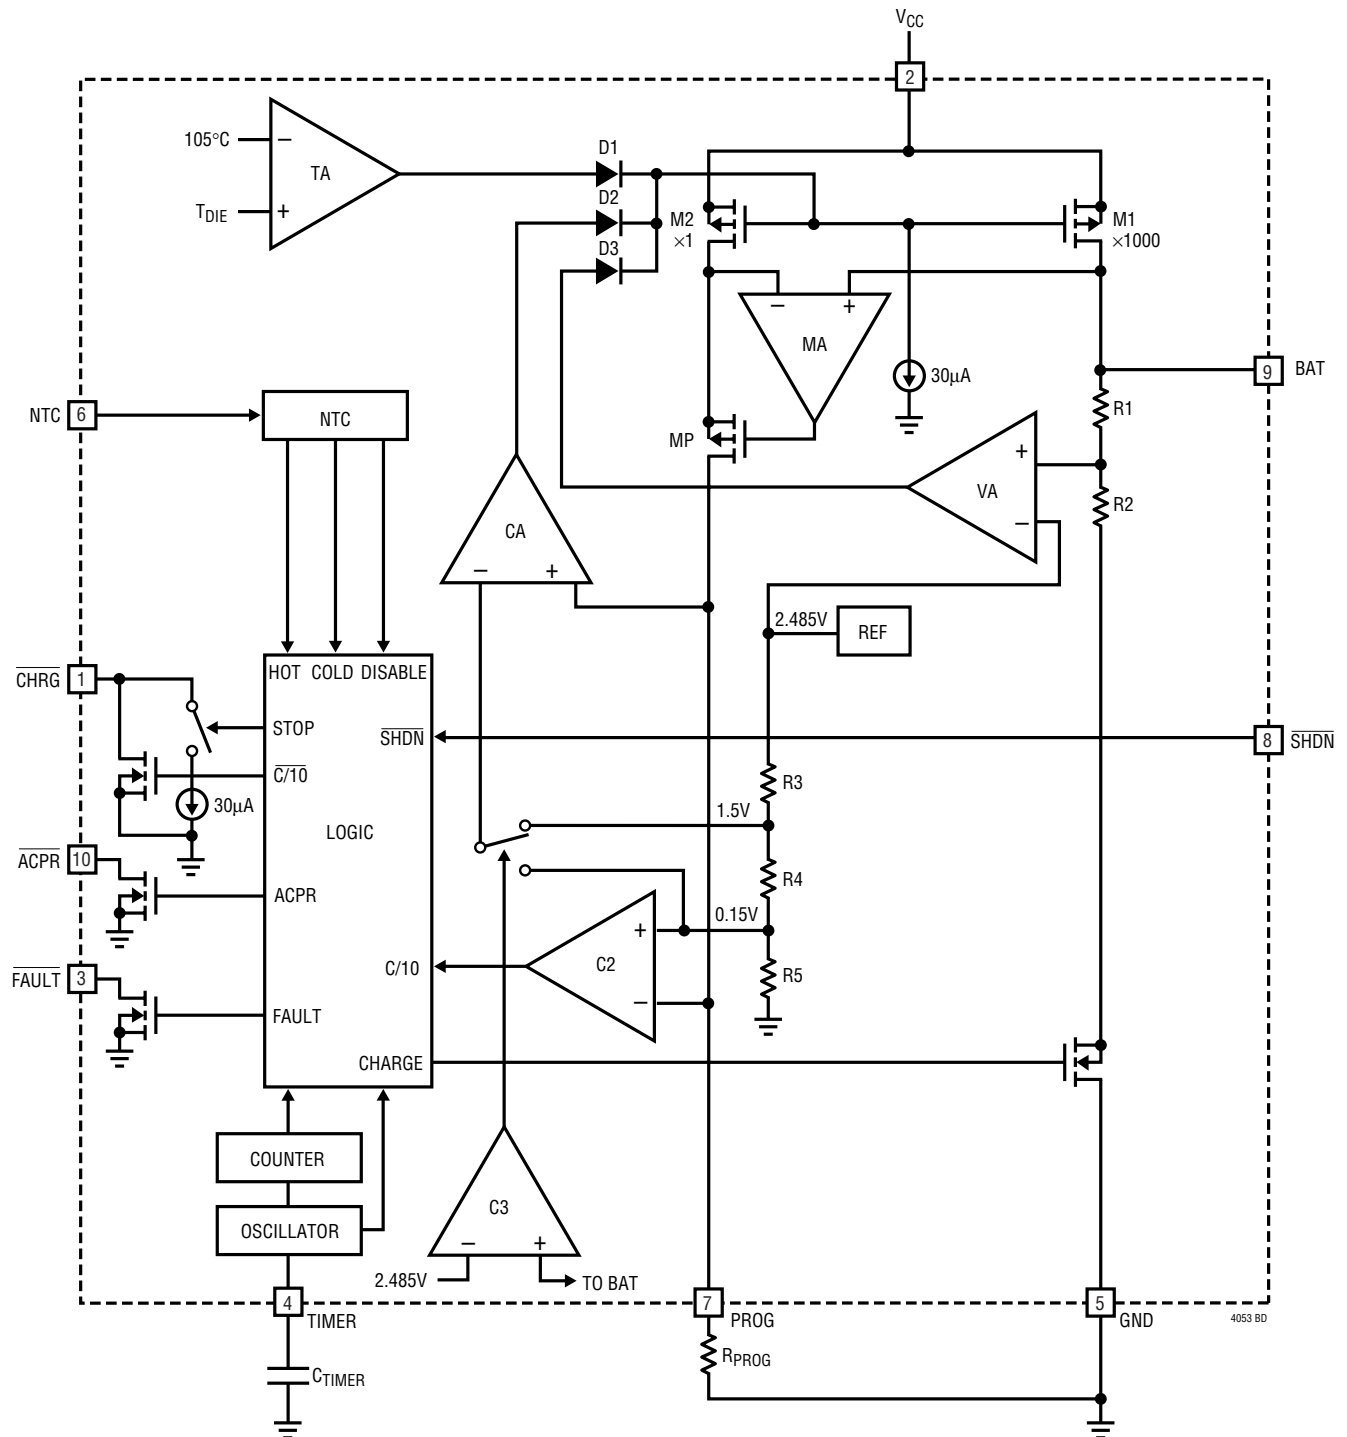 VCC
2
105°C
TA
TDIE
D1
D2
D3
M2
×1
M1
×1000
MA
30µA
9
BAT
R1
R2
VA
NTC
6
NTC
MP
CA
2.485V
REF
CHRG
1
HOT
COLD
DISABLE
STOP
SHDN
8
SHDN
C/10
30µA
LOGIC
R3
1.5V
ACPR
10
ACPR
R4
0.15V
C/10
C2
R5
FAULT
3
FAULT
CHARGE
COUNTER
OSCILLATOR
C3
2.485V
TO BAT
4
TIMER
7
PROG
5
GND
4053 BD
RPROG
CTIMER
+
−
+
−
+
+
−
−
+
+
−
−
+
−